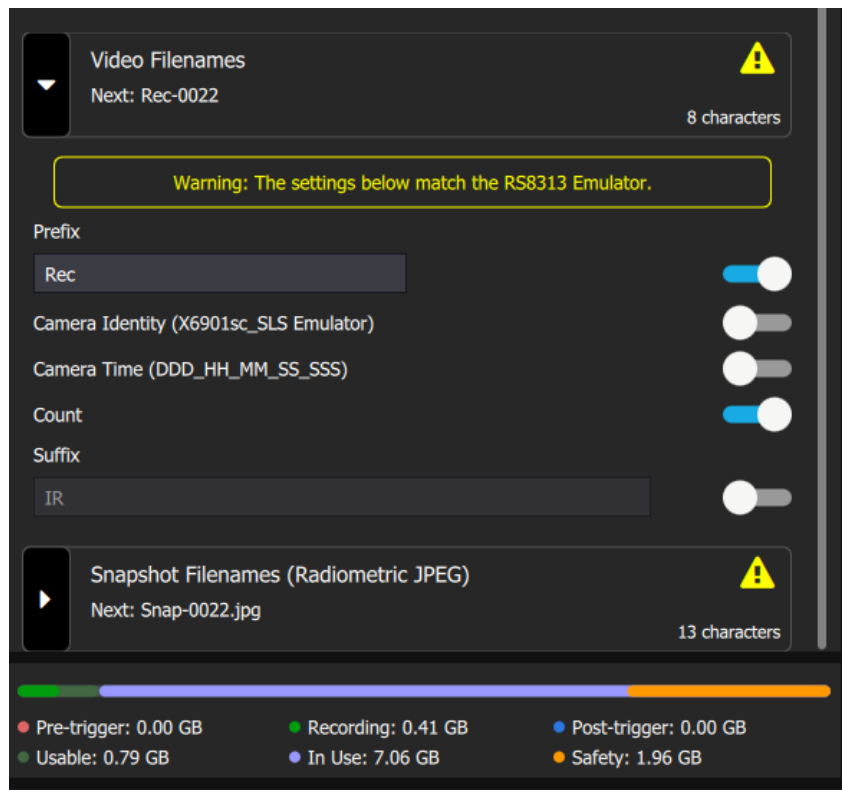 Video Filenames
Next: Rec-0022
8 characters
Warning: The settings below match the RS8313 Emulator.
Prefix
Rec
Camera Identity (X6901sc_SLS Emulator)
Camera Time (DDD_HH_MM_SS_SSS)
Count
Suffix
IR
Snapshot Filenames (Radiometric JPEG)
Next: Snap-0022.jpg
13 characters
Pre-trigger: 0.00 GB Recording: 0.41 GB Post-trigger: 0.00 GB
Usable: 0.79 GB In Use: 7.06 GB Safety: 1.96 GB